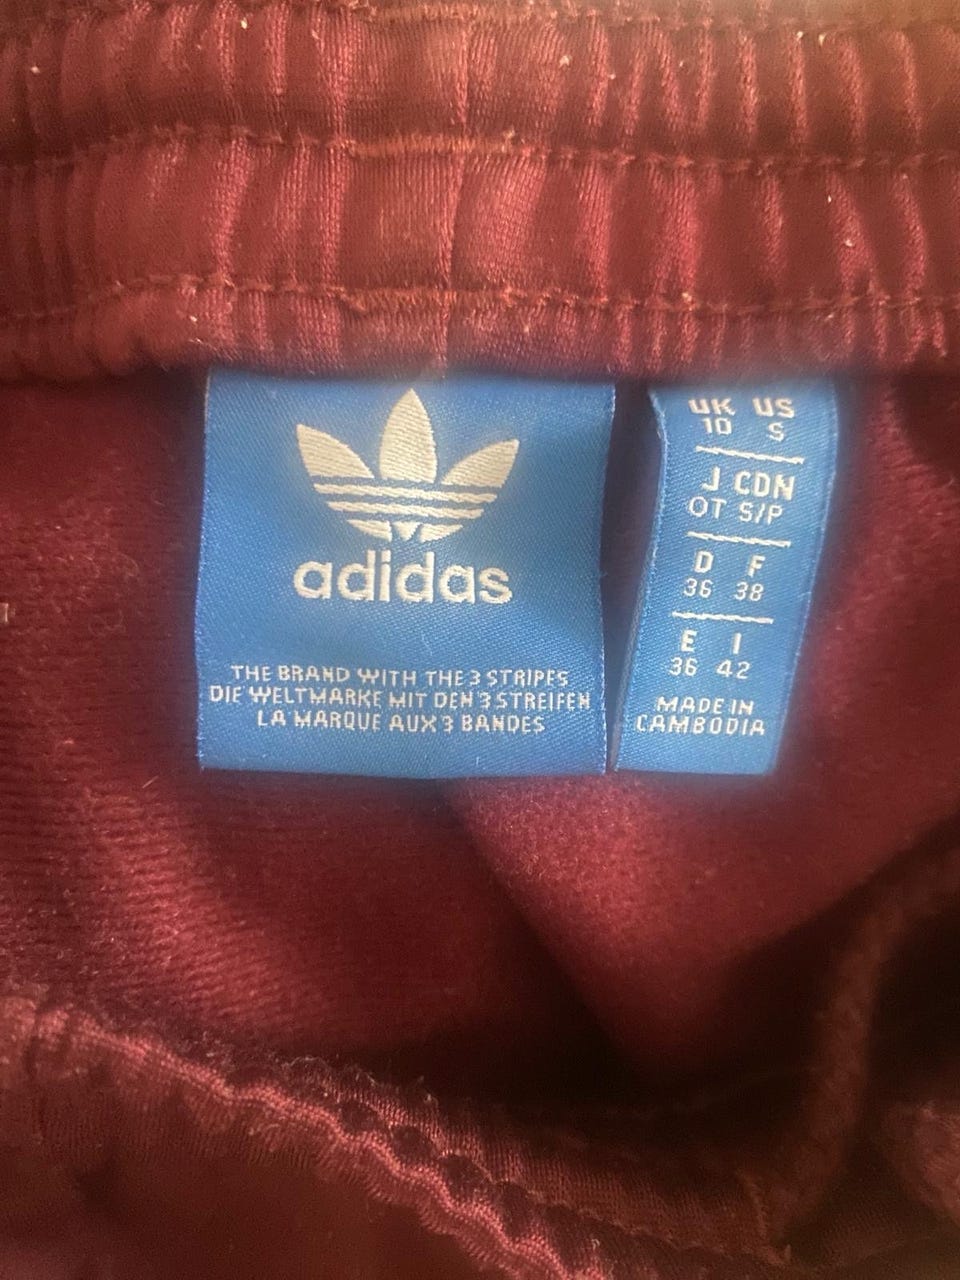 adidas
THE BRAND WITH THE 3 STRIPES
DIE WELTMARKE MIT DEN 3 STREIFEN
LA MARQUE AUX 3 BANDES
UK US
10 S
J CDN
OT S/P
D F
36 38
E I
36 42
MADE IN
CAMBODIA